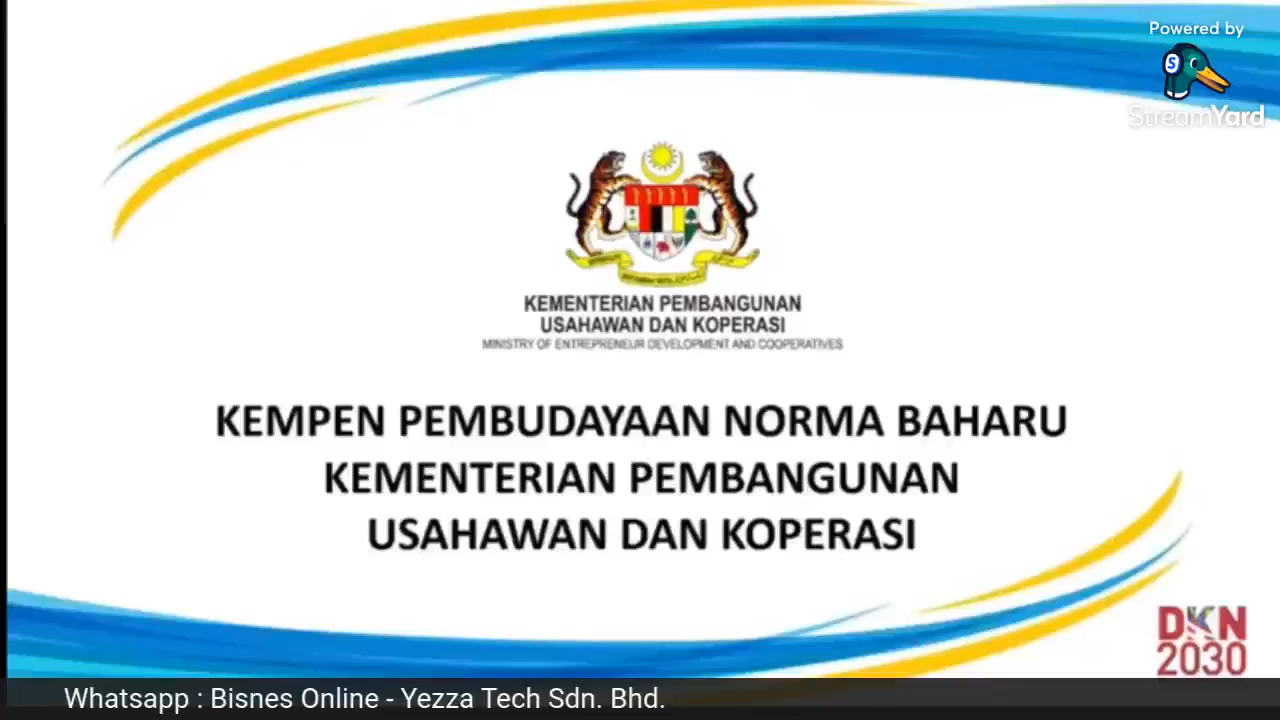 Powered by
StreamYard
KEMENTERIAN PEMBANGUNAN
USAHAWAN DAN KOPERASI
MINISTRY OF ENTREPRENEUR DEVELOPMENT AND COOPERATIVES
KEMPEN PEMBUDAYAAN NORMA BAHARU
KEMENTERIAN PEMBANGUNAN
USAHAWAN DAN KOPERASI
DKN
2030
Whatsapp : Bisnes Online - Yezza Tech Sdn. Bhd.